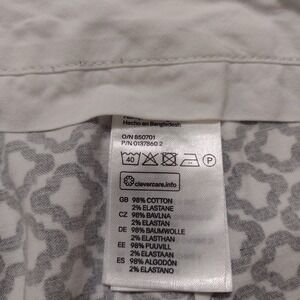 Hecho en Bangladesh
O/N 850701
P/N 0137860 2
40
P
clevercare.info
GB 98% COTTON
2% ELASTANE
CZ 98% BAVLNA
2% ELASTAN
DE 98% BAUMWOLLE
2% ELASTHAN
EE 98% PUUVILL
2% ELASTAAN
ES 98% ALGODÓN
2% ELASTANO